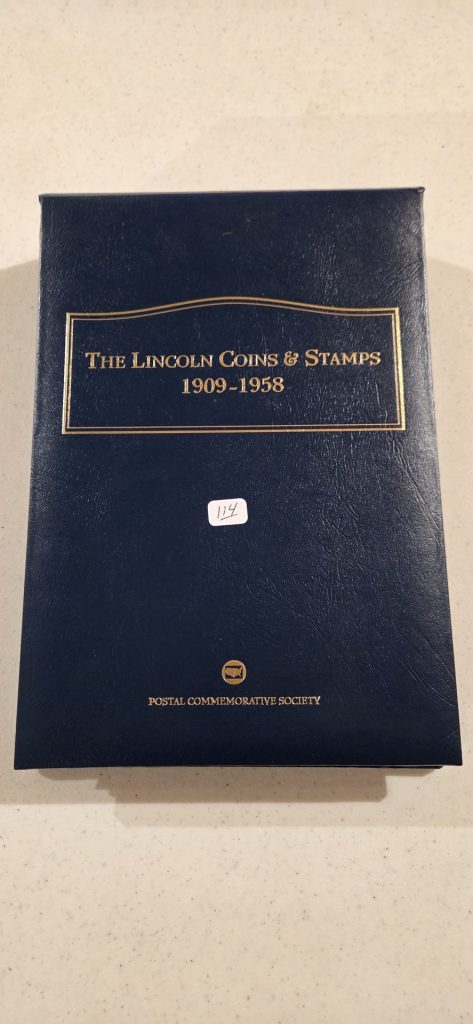 THE LINCOLN COINS & STAMPS
1909-1958
114
POSTAL COMMEMORATIVE SOCIETY